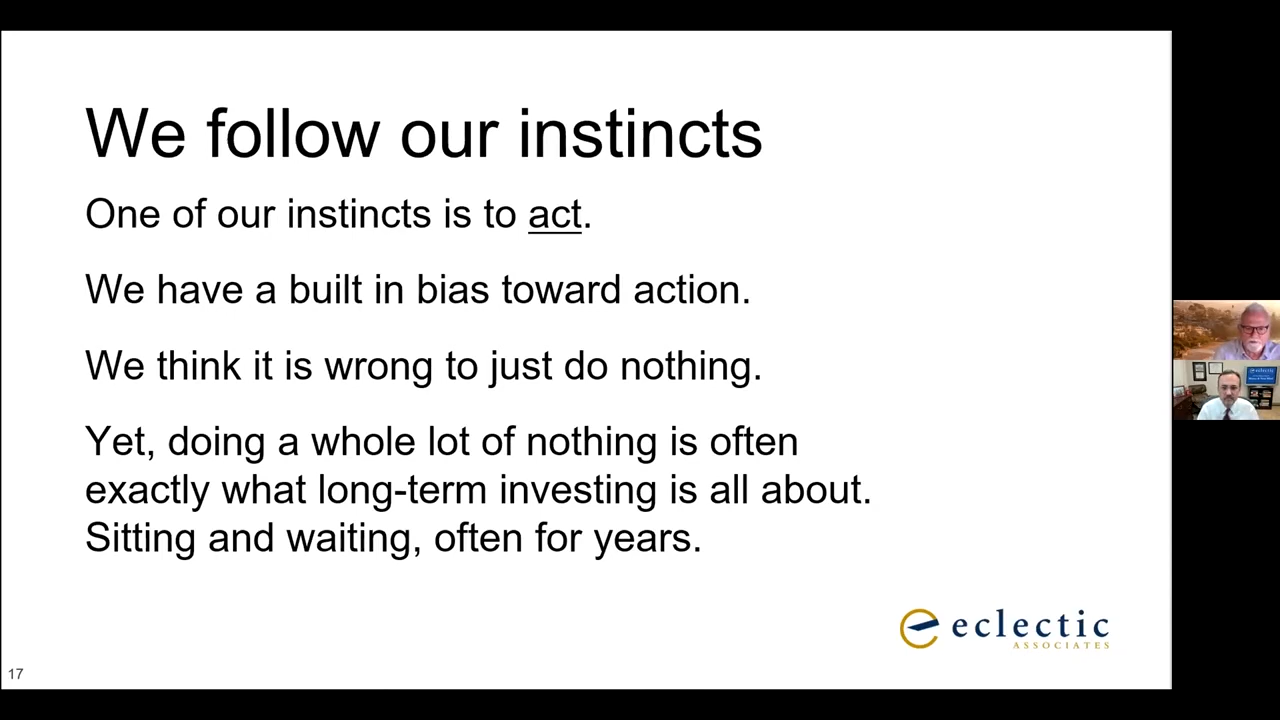 We follow our instincts
One of our instincts is to act.
We have a built in bias toward action.
We think it is wrong to just do nothing.
Yet, doing a whole lot of nothing is often
exactly what long-term investing is all about.
Sitting and waiting, often for years.
eclectic
ASSOCIATES
17